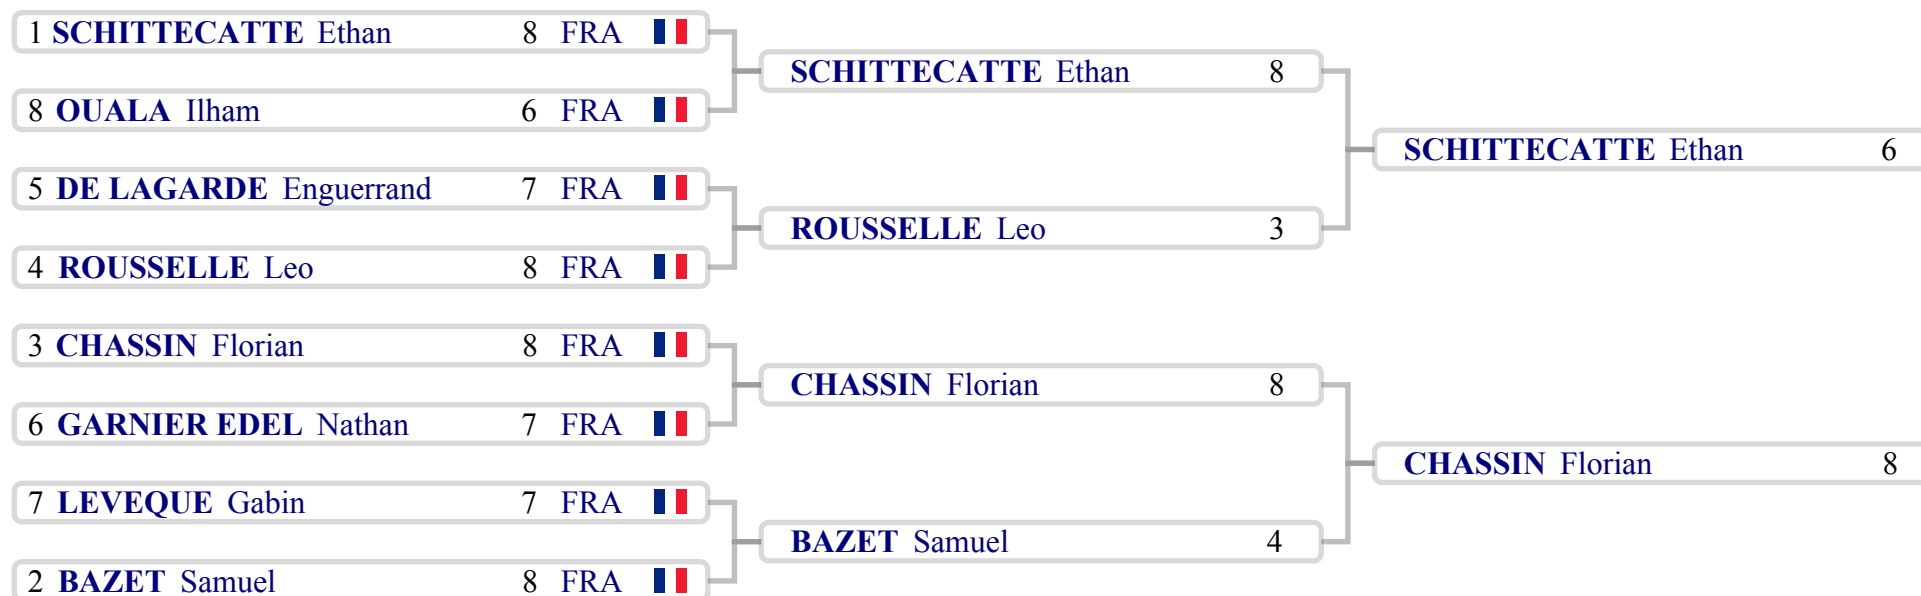 1 SCHITTECATTE Ethan 8 FRA
8 OUALA Ilham 6 FRA
5 DE LAGARDE Enguerrand 7 FRA
4 ROUSSELLE Leo 8 FRA
3 CHASSIN Florian 8 FRA
6 GARNIER EDEL Nathan 7 FRA
7 LEVEQUE Gabin 7 FRA
2 BAZET Samuel 8 FRA
SCHITTECATTE Ethan 8
ROUSSELLE Leo 3
CHASSIN Florian 8
BAZET Samuel 4
SCHITTECATTE Ethan 6
CHASSIN Florian 8